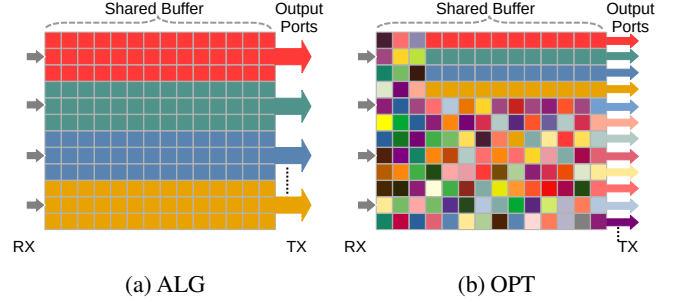 Shared Buffer
Output
Ports
RX
TX
(a) ALG
Shared Buffer
Output
Ports
RX
TX
(b) OPT